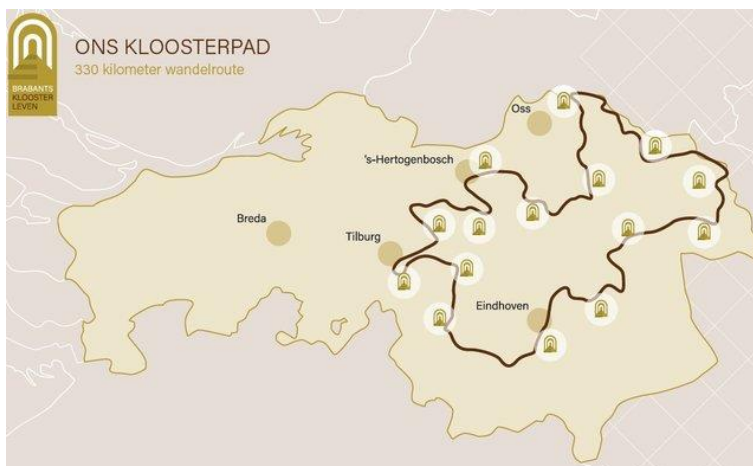 ONS KLOOSTERPAD
330 kilometer wandelroute
BRABANTS
KLOOSTER
LEVEN
Oss
's-Hertogenbosch
Breda
Tilburg
Eindhoven